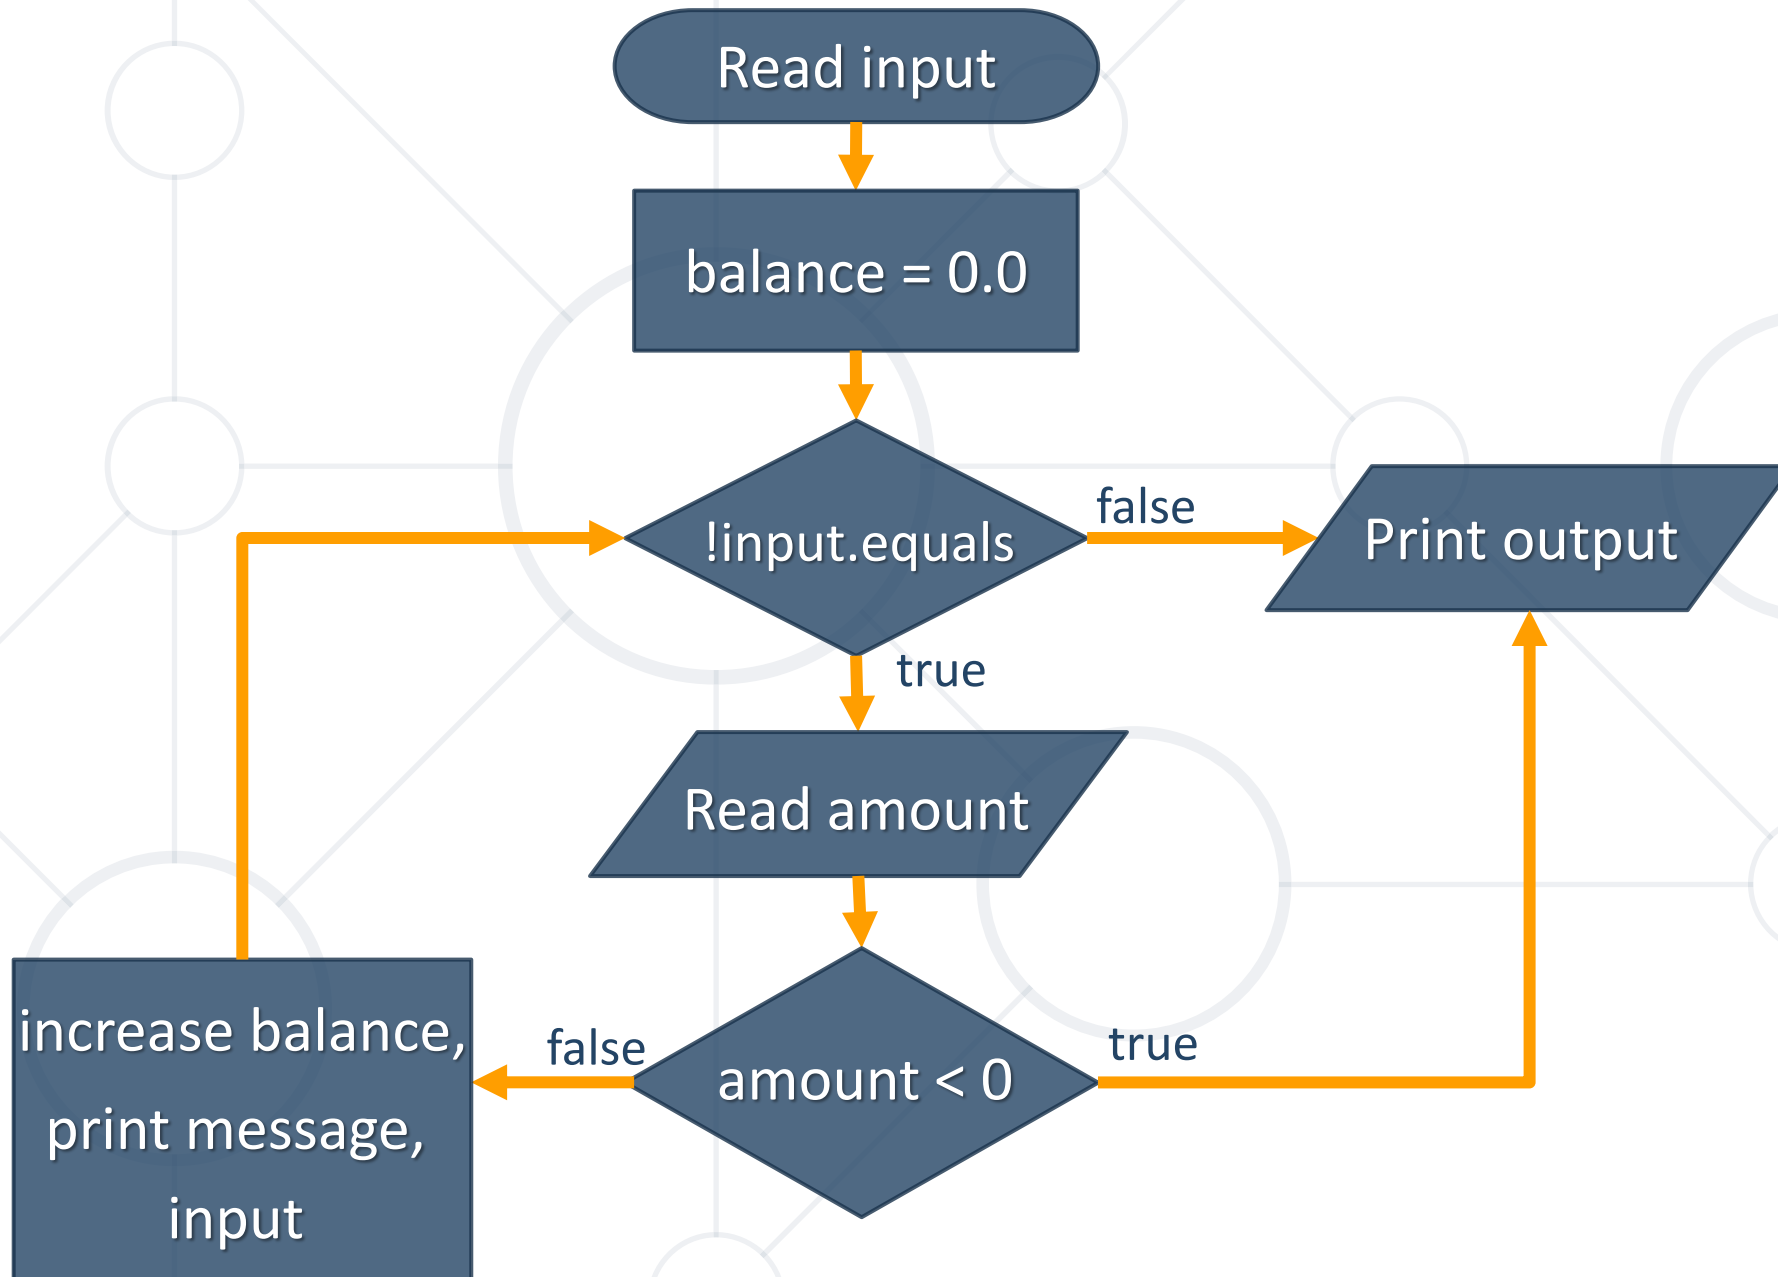 Read input
balance = 0.0
!input.equals
false
Print output
true
Read amount
amount < 0
false
true
increase balance,
print message,
input